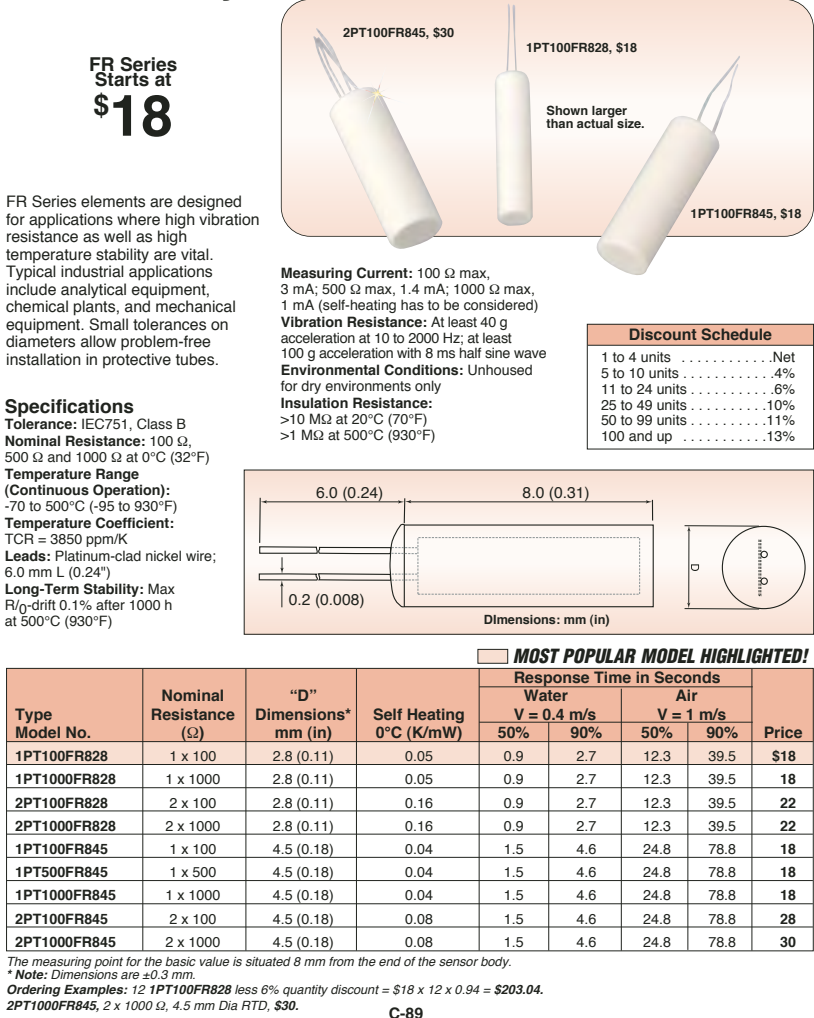 FR Series
Starts at
$18
2PT100FR845, $30
1PT100FR828, $18
Shown larger
than actual size.
1PT100FR845, $18
FR Series elements are designed
for applications where high vibration
resistance as well as high
temperature stability are vital.
Typical industrial applications
include analytical equipment,
chemical plants, and mechanical
equipment. Small tolerances on
diameters allow problem-free
installation in protective tubes.
Specifications
Tolerance: IEC751, Class B
Nominal Resistance: 100 Ω,
500 Ω and 1000 Ω at 0°C (32°F)
Temperature Range
(Continuous Operation):
-70 to 500°C (-95 to 930°F)
Temperature Coefficient:
TCR = 3850 ppm/K
Leads: Platinum-clad nickel wire;
6.0 mm L (0.24")
Long-Term Stability: Max
R/0-drift 0.1% after 1000 h
at 500°C (930°F)
Measuring Current: 100 Ω max,
3 mA; 500 Ω max, 1.4 mA; 1000 Ω max,
1 mA (self-heating has to be considered)
Vibration Resistance: At least 40 g
acceleration at 10 to 2000 Hz; at least
100 g acceleration with 8 ms half sine wave
Environmental Conditions: Unhoused
for dry environments only
Insulation Resistance:
>10 MΩ at 20°C (70°F)
>1 MΩ at 500°C (930°F)
Discount Schedule
1 to 4 units . . . . . . . . . . . .Net
5 to 10 units . . . . . . . . . . .4%
11 to 24 units . . . . . . . . . .6%
25 to 49 units . . . . . . . . .10%
50 to 99 units . . . . . . . . .11%
100 and up . . . . . . . . . .13%
6.0 (0.24) 8.0 (0.31)
D
0.2 (0.008)
DImensions: mm (in)
MOST POPULAR MODEL HIGHLIGHTED!
Response Time in Seconds
Nominal "D" Water Air
Type Resistance Dimensions* Self Heating V = 0.4 m/s V = 1 m/s
Model No. (Ω) mm (in) 0°C (K/mW) 50% 90% 50% 90% Price
1PT100FR828 1 x 100 2.8 (0.11) 0.05 0.9 2.7 12.3 39.5 $18
1PT1000FR828 1 x 1000 2.8 (0.11) 0.05 0.9 2.7 12.3 39.5 18
2PT100FR828 2 x 100 2.8 (0.11) 0.16 0.9 2.7 12.3 39.5 22
2PT1000FR828 2 x 1000 2.8 (0.11) 0.16 0.9 2.7 12.3 39.5 22
1PT100FR845 1 x 100 4.5 (0.18) 0.04 1.5 4.6 24.8 78.8 18
1PT500FR845 1 x 500 4.5 (0.18) 0.04 1.5 4.6 24.8 78.8 18
1PT1000FR845 1 x 1000 4.5 (0.18) 0.04 1.5 4.6 24.8 78.8 18
2PT100FR845 2 x 100 4.5 (0.18) 0.08 1.5 4.6 24.8 78.8 28
2PT1000FR845 2 x 1000 4.5 (0.18) 0.08 1.5 4.6 24.8 78.8 30
The measuring point for the basic value is situated 8 mm from the end of the sensor body.
* Note: Dimensions are ±0.3 mm.
Ordering Examples: 12 1PT100FR828 less 6% quantity discount = $18 x 12 x 0.94 = $203.04.
2PT1000FR845, 2 x 1000 Ω, 4.5 mm Dia RTD, $30.
C-89